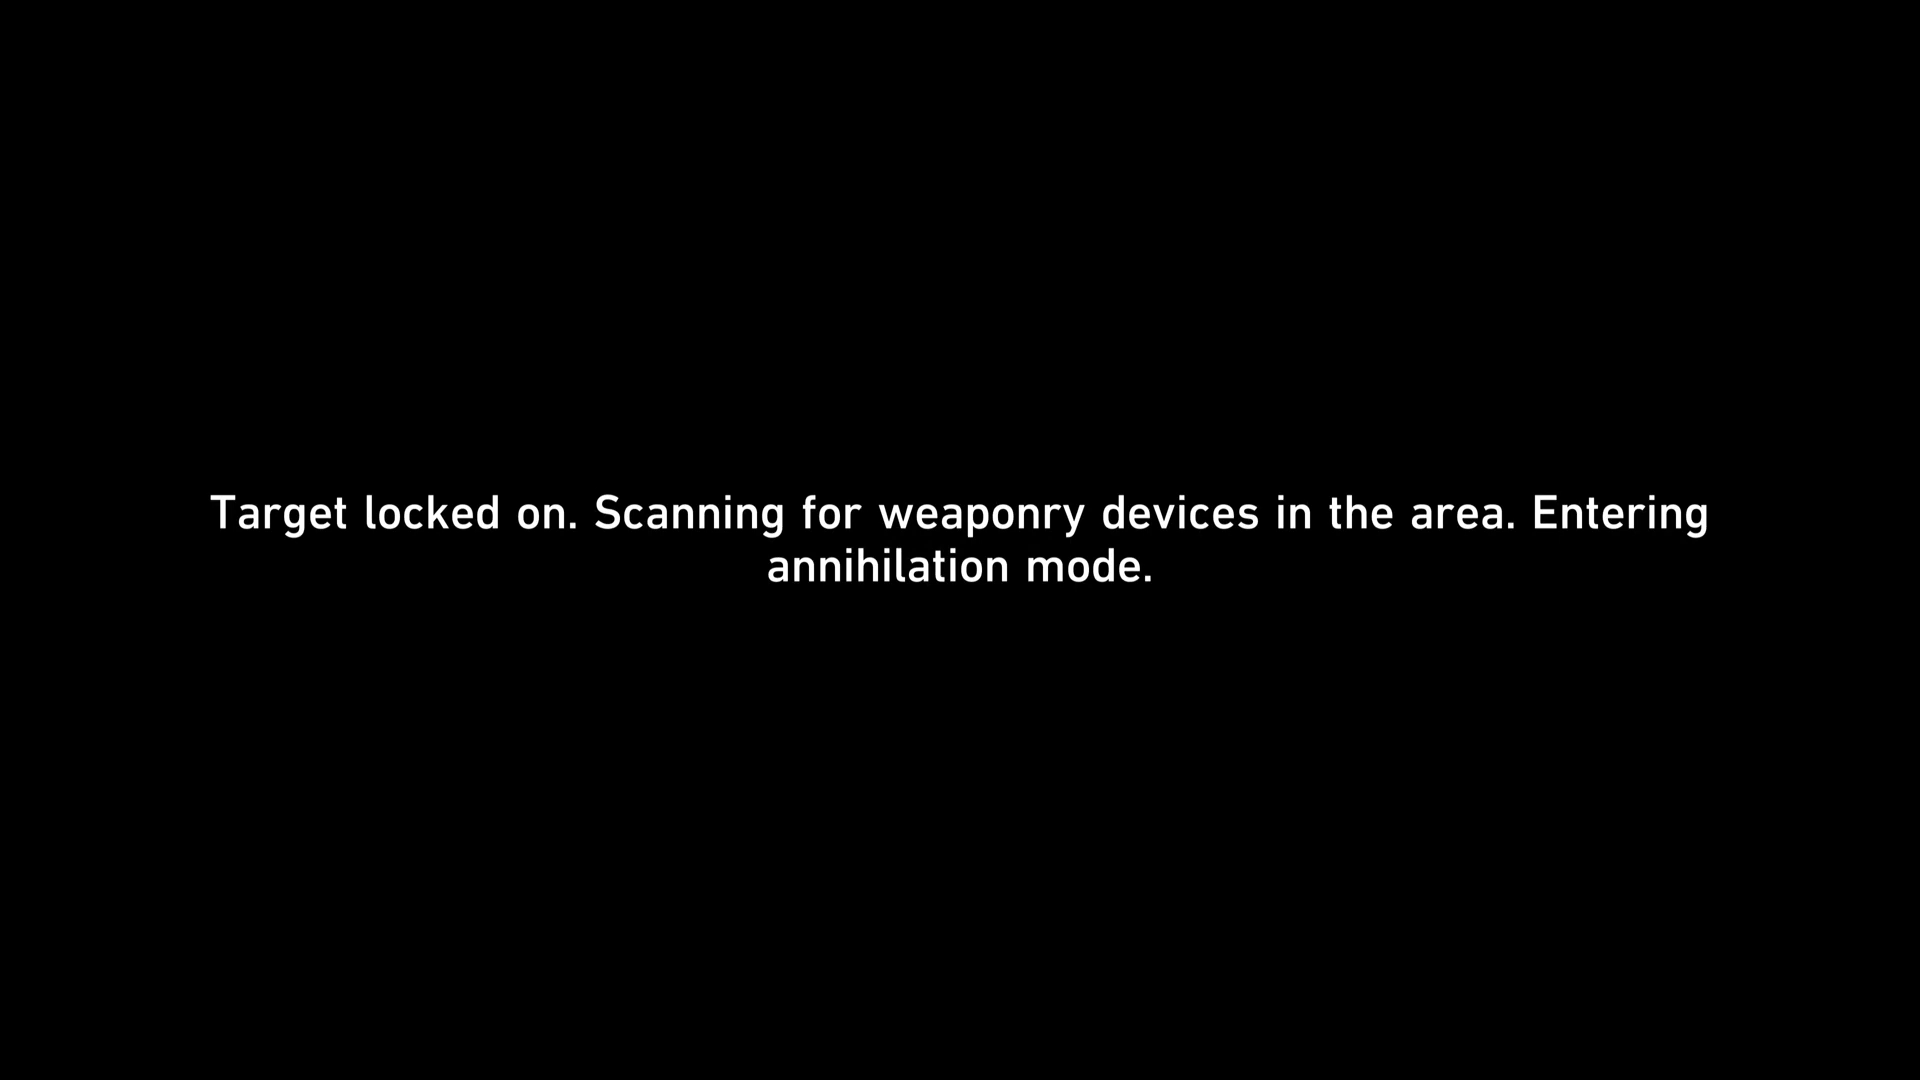 Target locked on. Scanning for weaponry devices in the area. Entering
annihilation mode.